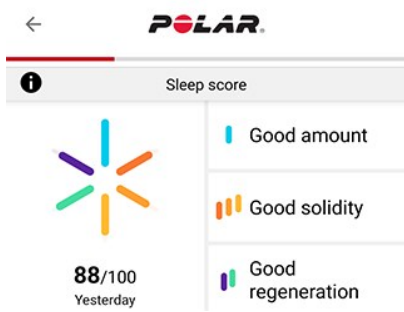 POLAR.
Sleep score
Good amount
Good solidity
Good
regeneration
88/100
Yesterday